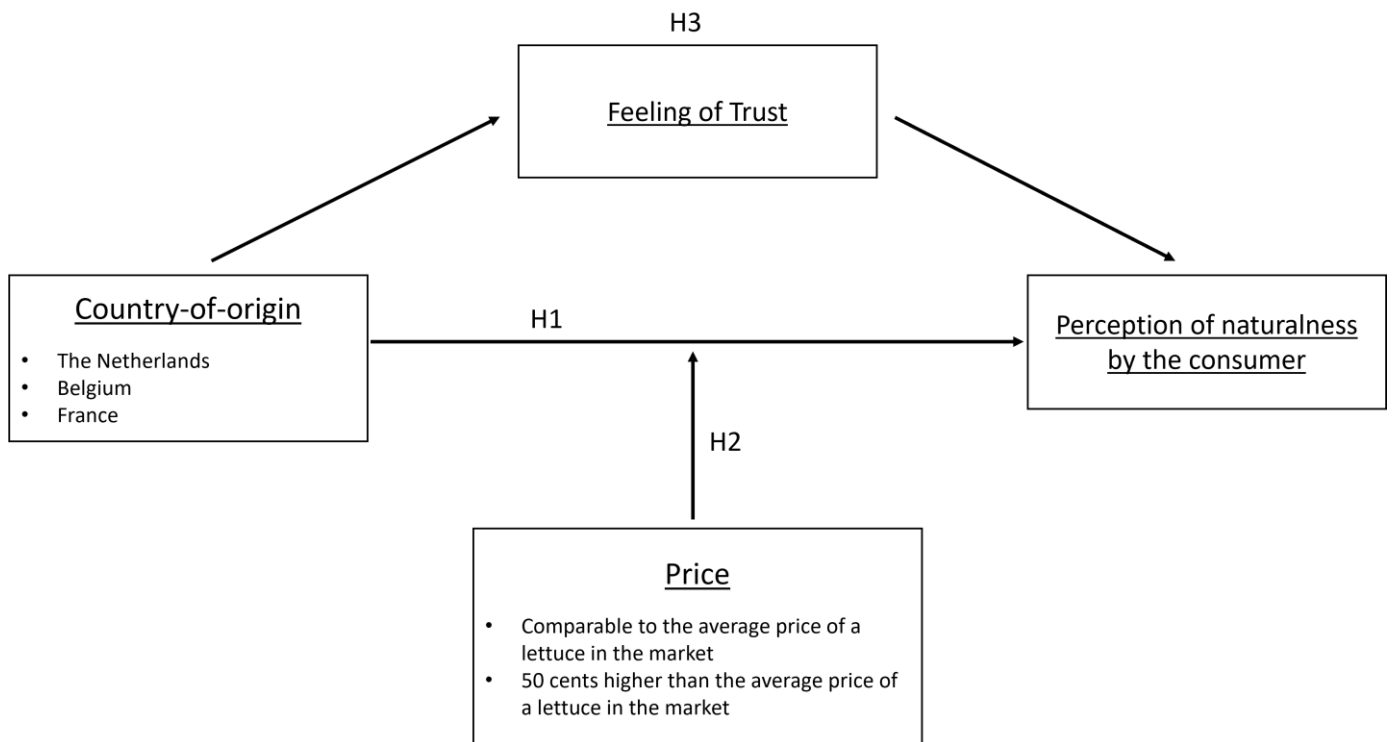 H3
Feeling of Trust
Country-of-origin
• The Netherlands
• Belgium
• France
H1
Perception of naturalness
by the consumer
H2
Price
• Comparable to the average price of a
lettuce in the market
• 50 cents higher than the average price of
a lettuce in the market